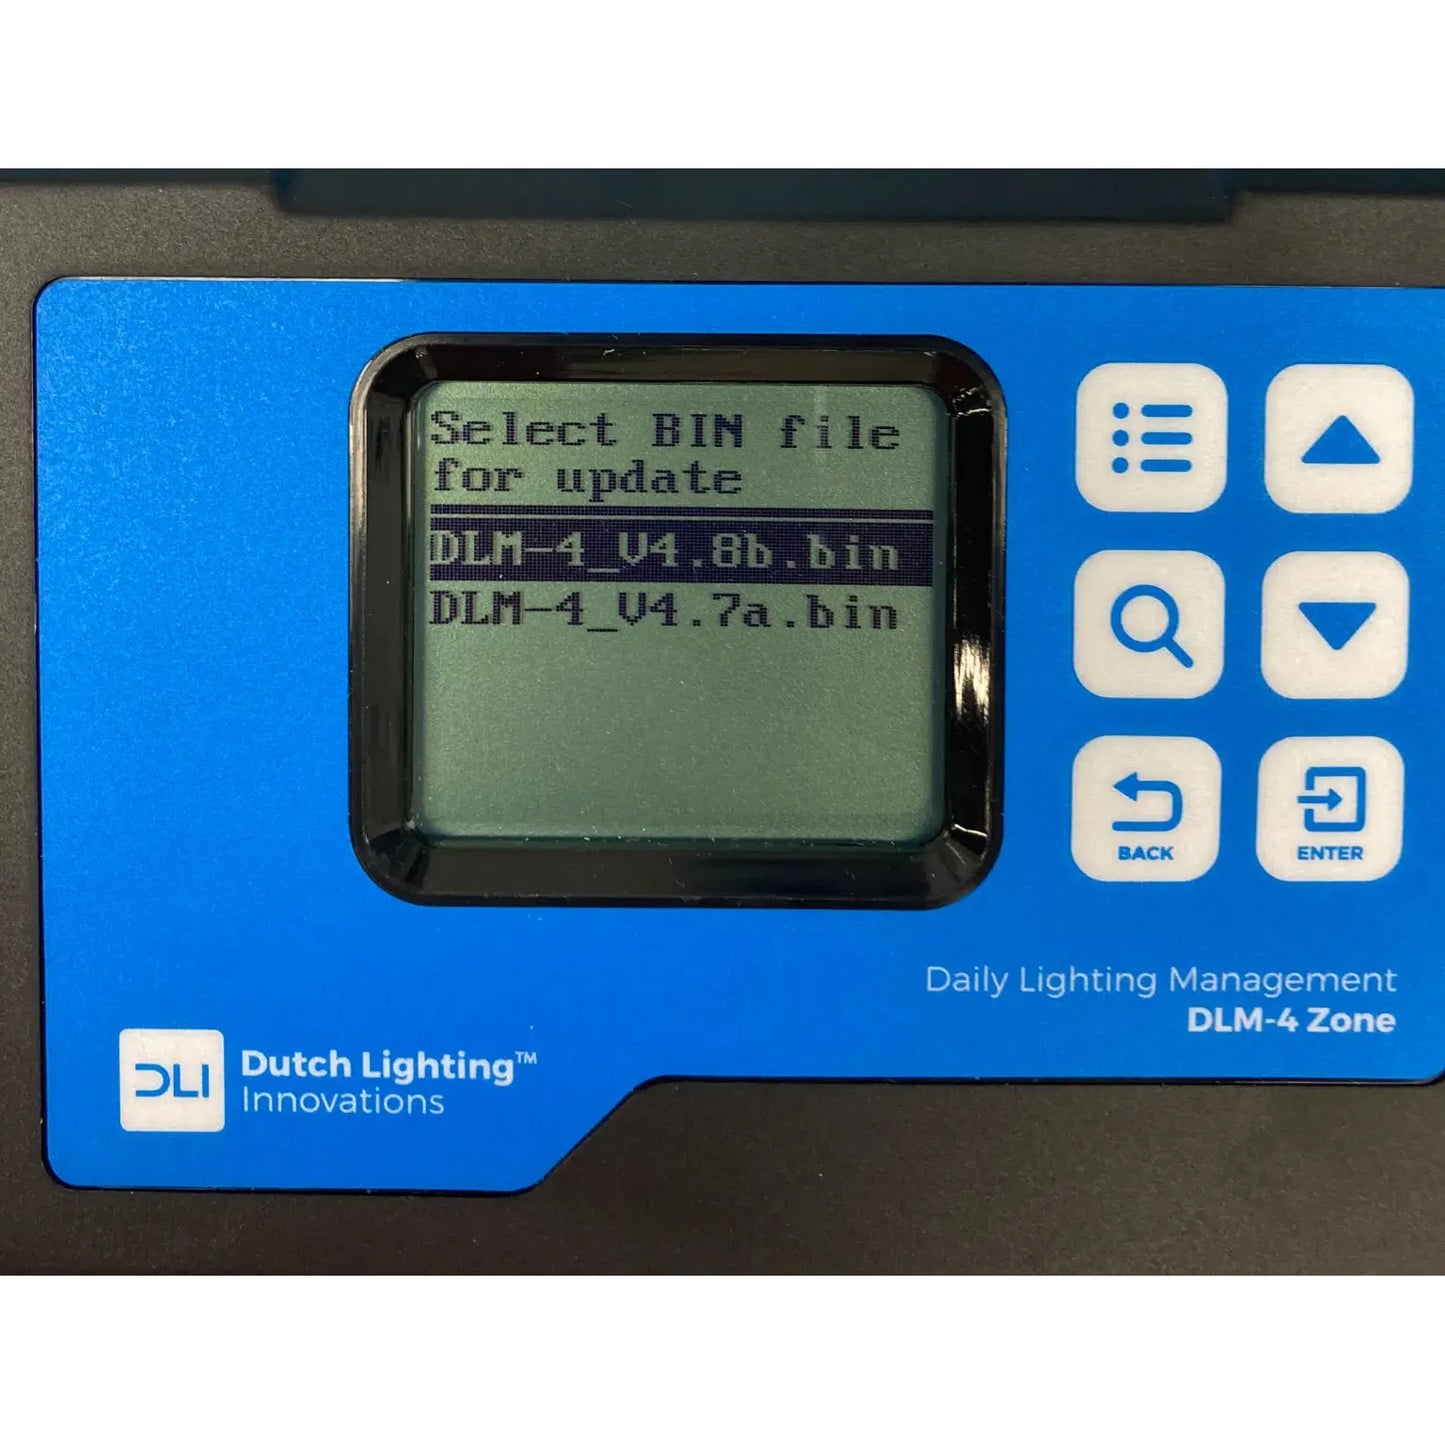 Select BIN file
for update
DLM-4_V4.8b.bin
DLM-4_V4.7a.bin
BACK
ENTER
Daily Lighting Management
DLM-4 Zone
DLI
Dutch Lighting™
Innovations